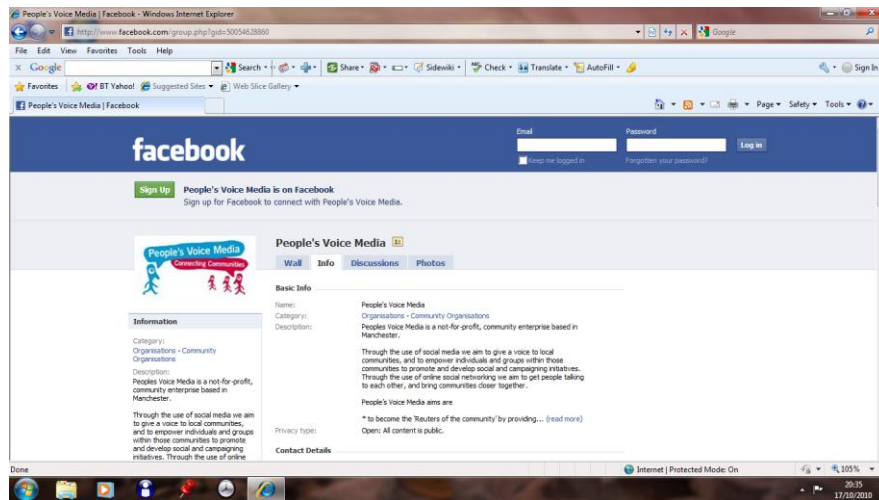 People's Voice Media | Facebook - Windows Internet Explorer
http://www.facebook.com/group.php?gid=50054628860
Google
File Edit View Favorites Tools Help
x Google Search Share Sidewiki Check Translate AutoFill Sign In
Favorites BT Yahoo! Suggested Sites Web Slice Gallery
People's Voice Media | Facebook
Page Safety Tools
facebook
Email Password
Log in
Keep me logged in Forgotten your password?
Sign Up People's Voice Media is on Facebook
Sign up for Facebook to connect with People's Voice Media.
People's Voice Media
Connecting Communities
People's Voice Media
Wall Info Discussions Photos
Basic Info
Name: People's Voice Media
Category: Organisations - Community Organisations
Description: Peoples Voice Media is a not-for-profit, community enterprise based in
Manchester.
Through the use of social media we aim to give a voice to local
communities, and to empower individuals and groups within those
communities to promote and develop social and campaigning initiatives.
Through the use of online social networking we aim to get people talking
to each other, and bring communities closer together.
People's Voice Media aims are
* to become the 'Reuters of the community' by providing... (read more)
Privacy type: Open: All content is public.
Contact Details
Information
Category:
Organisations - Community
Organisations
Description:
Peoples Voice Media is a not-for-profit,
community enterprise based in
Manchester.
Through the use of social media we aim
to give a voice to local communities,
and to empower individuals and groups
within those communities to promote
and develop social and campaigning
initiatives. Through the use of online
Done Internet | Protected Mode: On 105%
20:35
17/10/2010